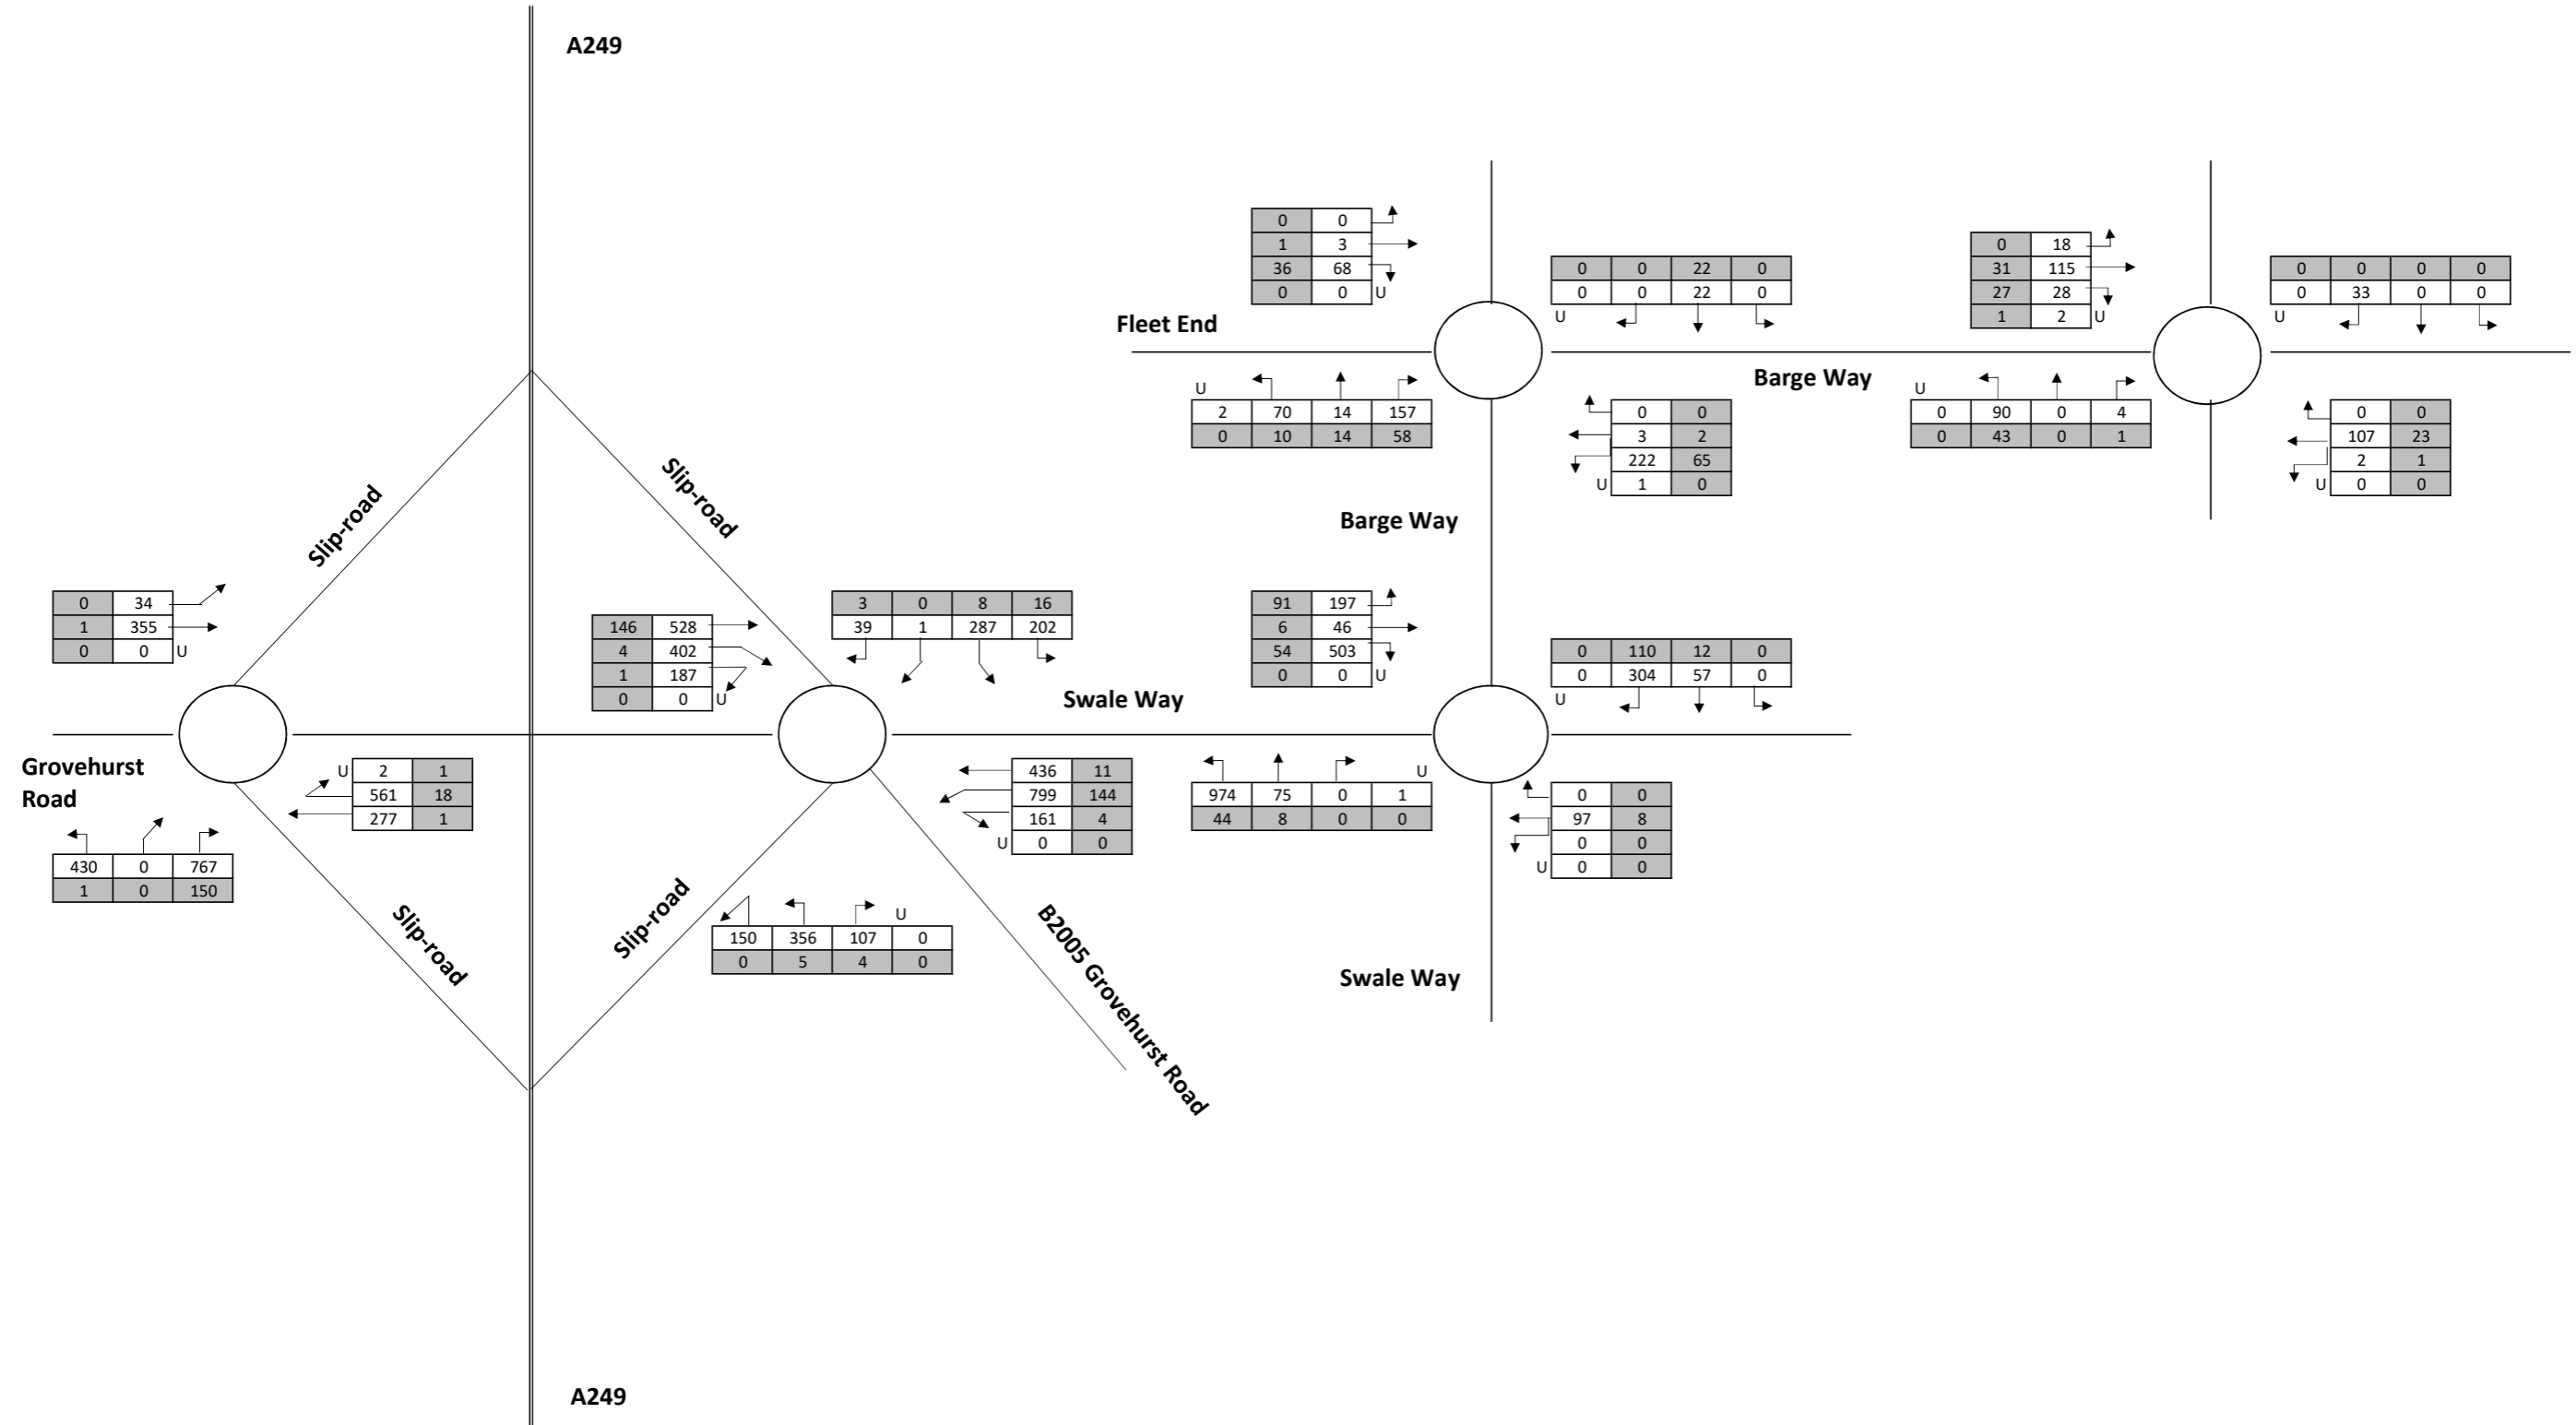 A249
0 0
1 3
36 68
0 0 U
0 0 22 0
0 0 22 0
U
0 18
31 115
27 28
1 2 U
0 0 0 0
0 33 0 0
U
Fleet End
Barge Way
U
2 70 14 157
0 10 14 58
0 0
3 2
222 65
U 1 0
U
0 90 0 4
0 43 0 1
0 0
107 23
2 1
U 0 0
Slip-road
Slip-road
Barge Way
0 34
1 355
0 0 U
146 528
4 402
1 187
0 0 U
3 0 8 16
39 1 287 202
91 197
6 46
54 503
0 0 U
0 110 12 0
0 304 57 0
U
Swale Way
Grovehurst
Road
U 2 1
561 18
277 1
430 0 767
1 0 150
436 11
799 144
161 4
U 0 0
U
974 75 0 1
44 8 0 0
0 0
97 8
0 0
U 0 0
Slip-road
Slip-road
U
150 356 107 0
0 5 4 0
B2005 Grovehurst Road
Swale Way
A249